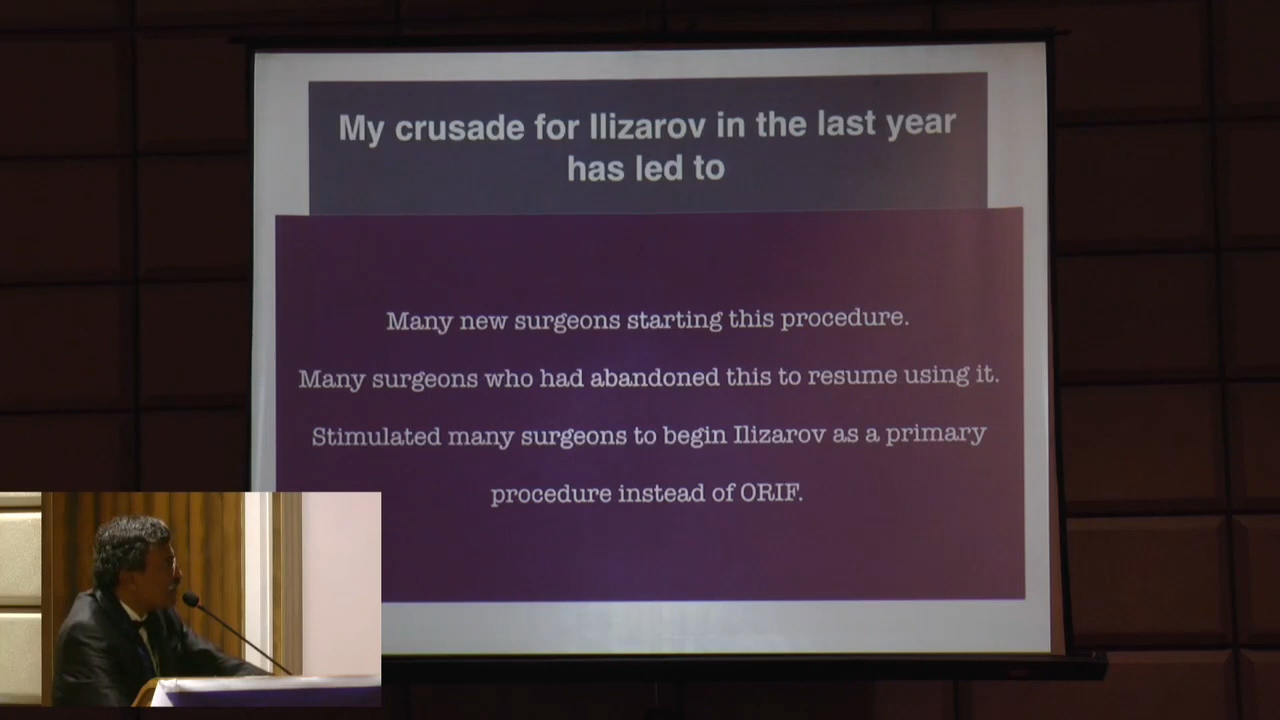 My crusade for Ilizarov in the last year
has led to
Many new surgeons starting this procedure.
Many surgeons who had abandoned this to resume using it.
Stimulated many surgeons to begin Ilizarov as a primary
procedure instead of ORIF.